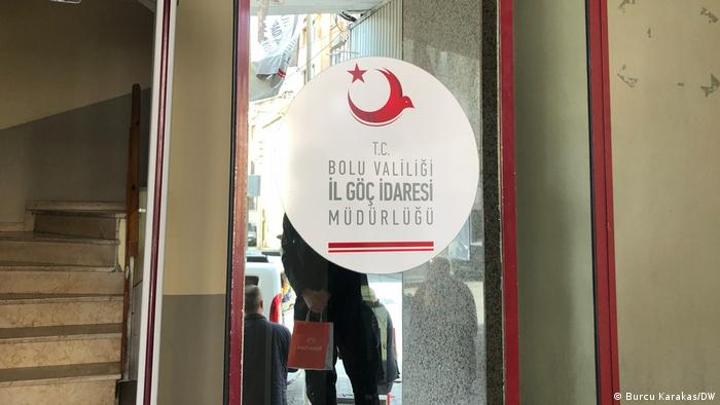 T.C.
BOLU VALİLİĞİ
İL GÖÇ İDARESİ
MÜDÜRLÜĞÜ
© Burcu Karakas/DW